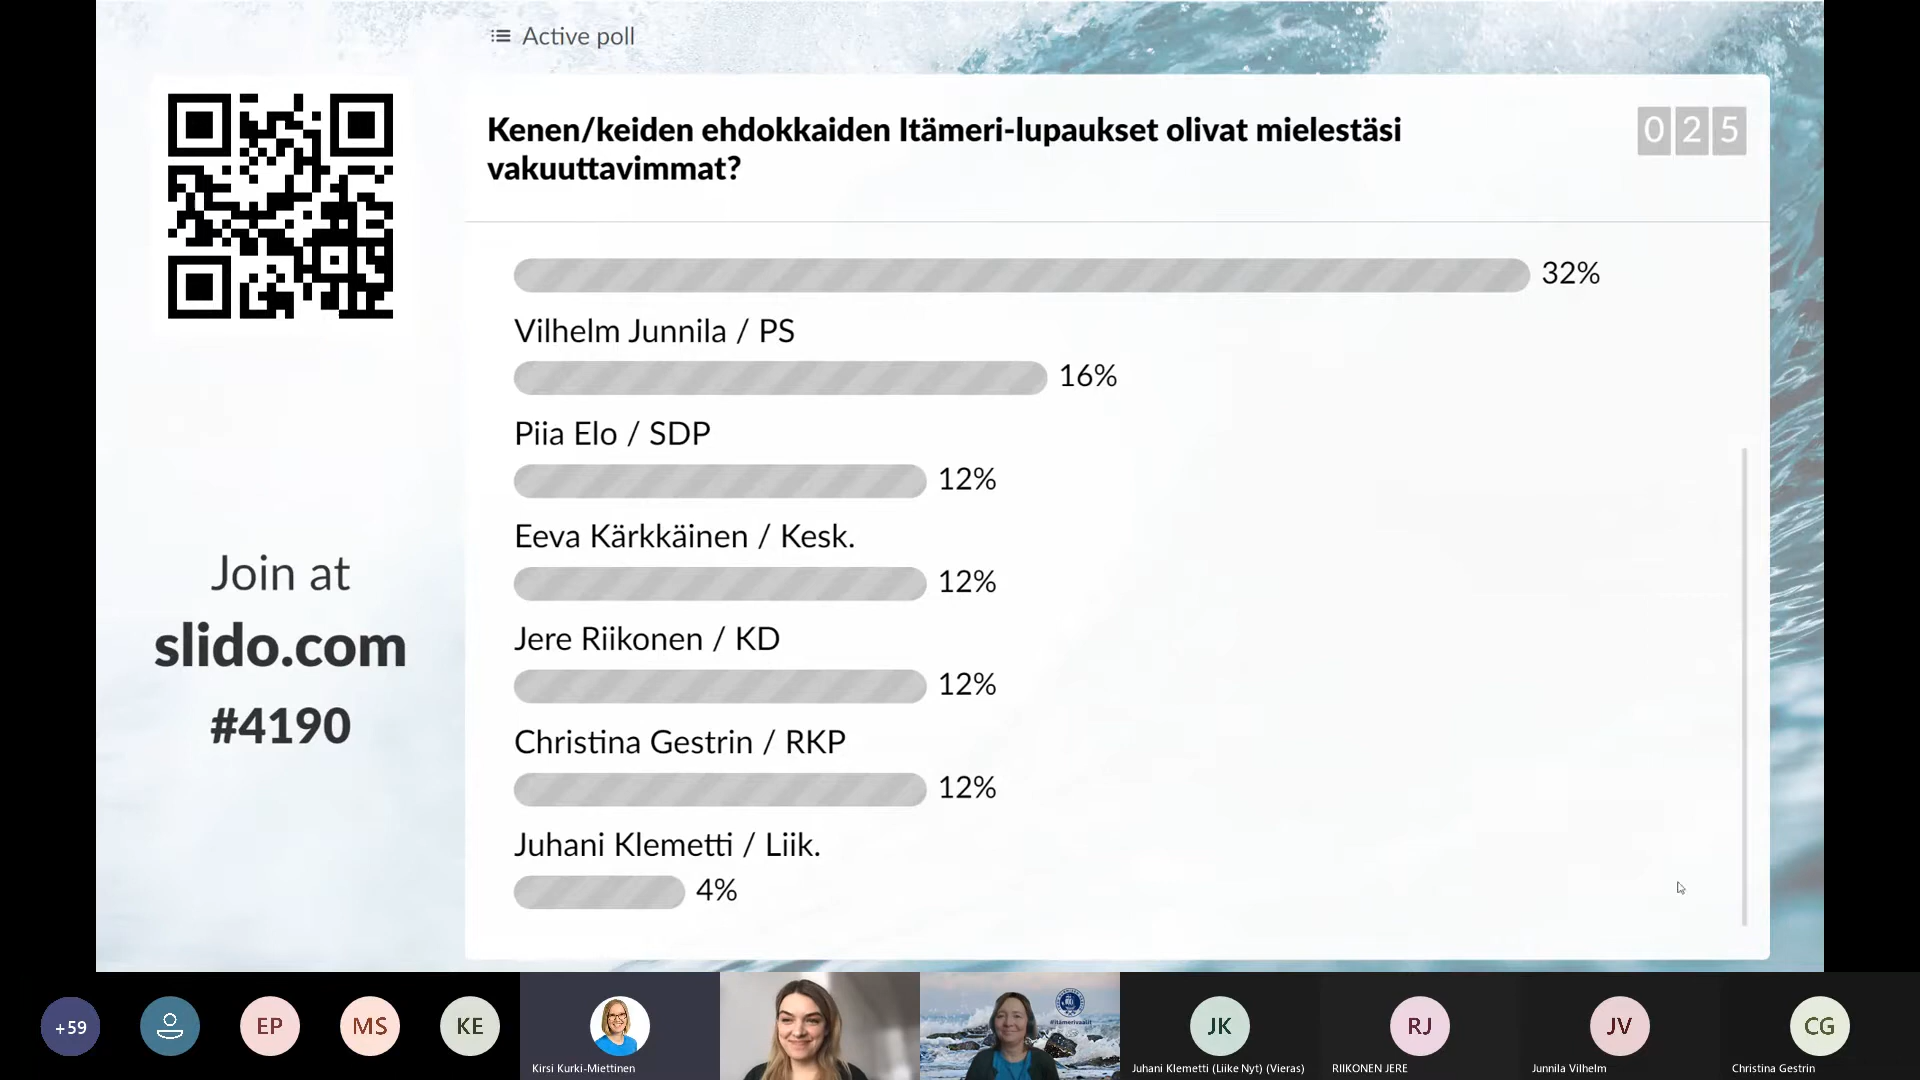 Active poll
Kenen/keiden ehdokkaiden Itämeri-lupaukset olivat mielestäsi
vakuuttavimmat?
025
32%
Vilhelm Junnila / PS
16%
Piia Elo / SDP
12%
Eeva Kärkkäinen / Kesk.
12%
Jere Riikonen / KD
12%
Christina Gestrin / RKP
12%
Juhani Klemetti / Liik.
4%
Join at
slido.com
#4190
+59
EP
MS
KE
Kirsi Kurki-Miettinen
#itämerivaalit
JK
Juhani Klemetti (Liike Nyt) (Vieras)
RJ
RIIKONEN JERE
JV
Junnila Vilhelm
CG
Christina Gestrin